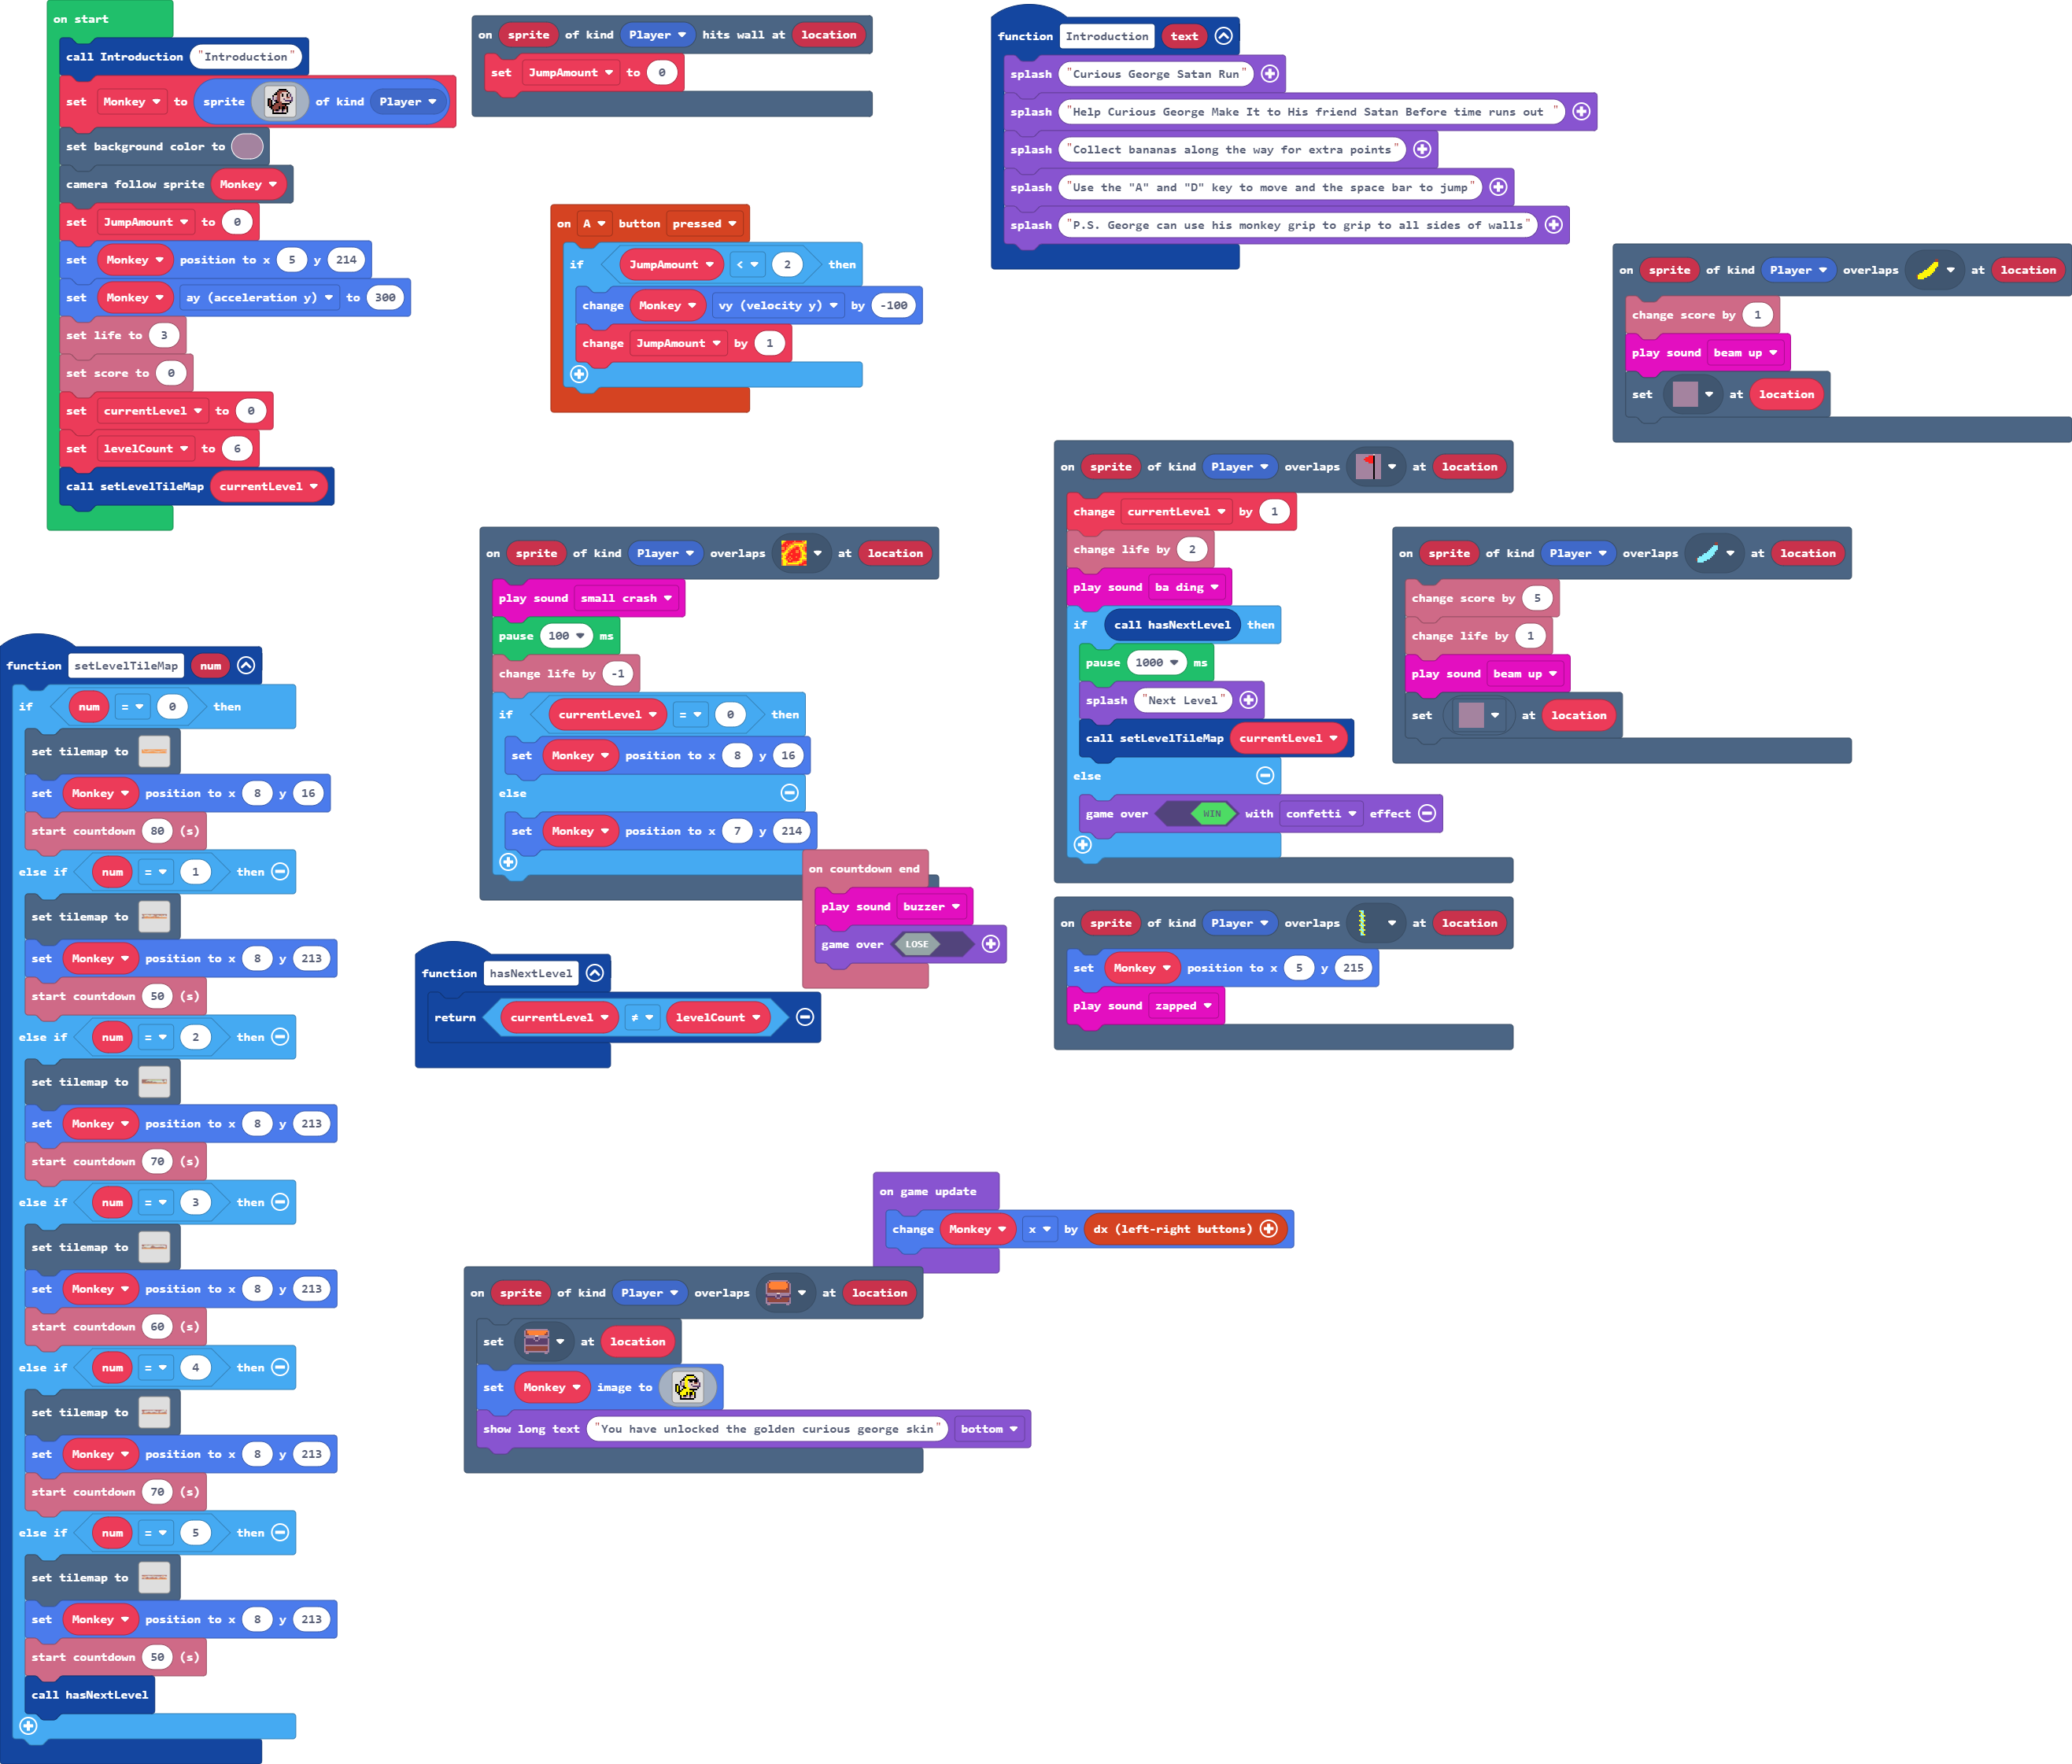 on start
call Introduction "Introduction"
set Monkey to sprite of kind Player
set background color to
camera follow sprite Monkey
set JumpAmount to 0
set Monkey position to x 5 y 214
set Monkey ay (acceleration y) to 300
set life to 3
set score to 0
set currentLevel to 0
set levelCount to 6
call setLevelTileMap currentLevel
on sprite of kind Player hits wall at location
set JumpAmount to 0
function Introduction text
splash "Curious George Satan Run"
splash "Help Curious George Make It to His friend Satan Before time runs out "
splash "Collect bananas along the way for extra points"
splash "Use the "A" and "D" key to move and the space bar to jump"
splash "P.S. George can use his monkey grip to grip to all sides of walls"
on A button pressed
if JumpAmount < 2 then
change Monkey vy (velocity y) by -100
change JumpAmount by 1
on sprite of kind Player overlaps at location
change score by 1
play sound beam up
set at location
on sprite of kind Player overlaps at location
change currentLevel by 1
change life by 2
play sound ba ding
if call hasNextLevel then
pause 1000 ms
splash "Next Level"
call setLevelTileMap currentLevel
else
game over WIN with confetti effect
on sprite of kind Player overlaps at location
play sound small crash
pause 100 ms
change life by -1
if currentLevel = 0 then
set Monkey position to x 8 y 16
else
set Monkey position to x 7 y 214
on sprite of kind Player overlaps at location
change score by 5
change life by 1
play sound beam up
set at location
on countdown end
play sound buzzer
game over LOSE
on sprite of kind Player overlaps at location
set Monkey position to x 5 y 215
play sound zapped
function hasNextLevel
return currentLevel ≠ levelCount
function setLevelTileMap num
if num = 0 then
set tilemap to
set Monkey position to x 8 y 16
start countdown 80 (s)
else if num = 1 then
set tilemap to
set Monkey position to x 8 y 213
start countdown 50 (s)
else if num = 2 then
set tilemap to
set Monkey position to x 8 y 213
start countdown 70 (s)
else if num = 3 then
set tilemap to
set Monkey position to x 8 y 213
start countdown 60 (s)
else if num = 4 then
set tilemap to
set Monkey position to x 8 y 213
start countdown 70 (s)
else if num = 5 then
set tilemap to
set Monkey position to x 8 y 213
start countdown 50 (s)
call hasNextLevel
on game update
change Monkey x by dx (left-right buttons)
on sprite of kind Player overlaps at location
set at location
set Monkey image to
show long text "You have unlocked the golden curious george skin" bottom